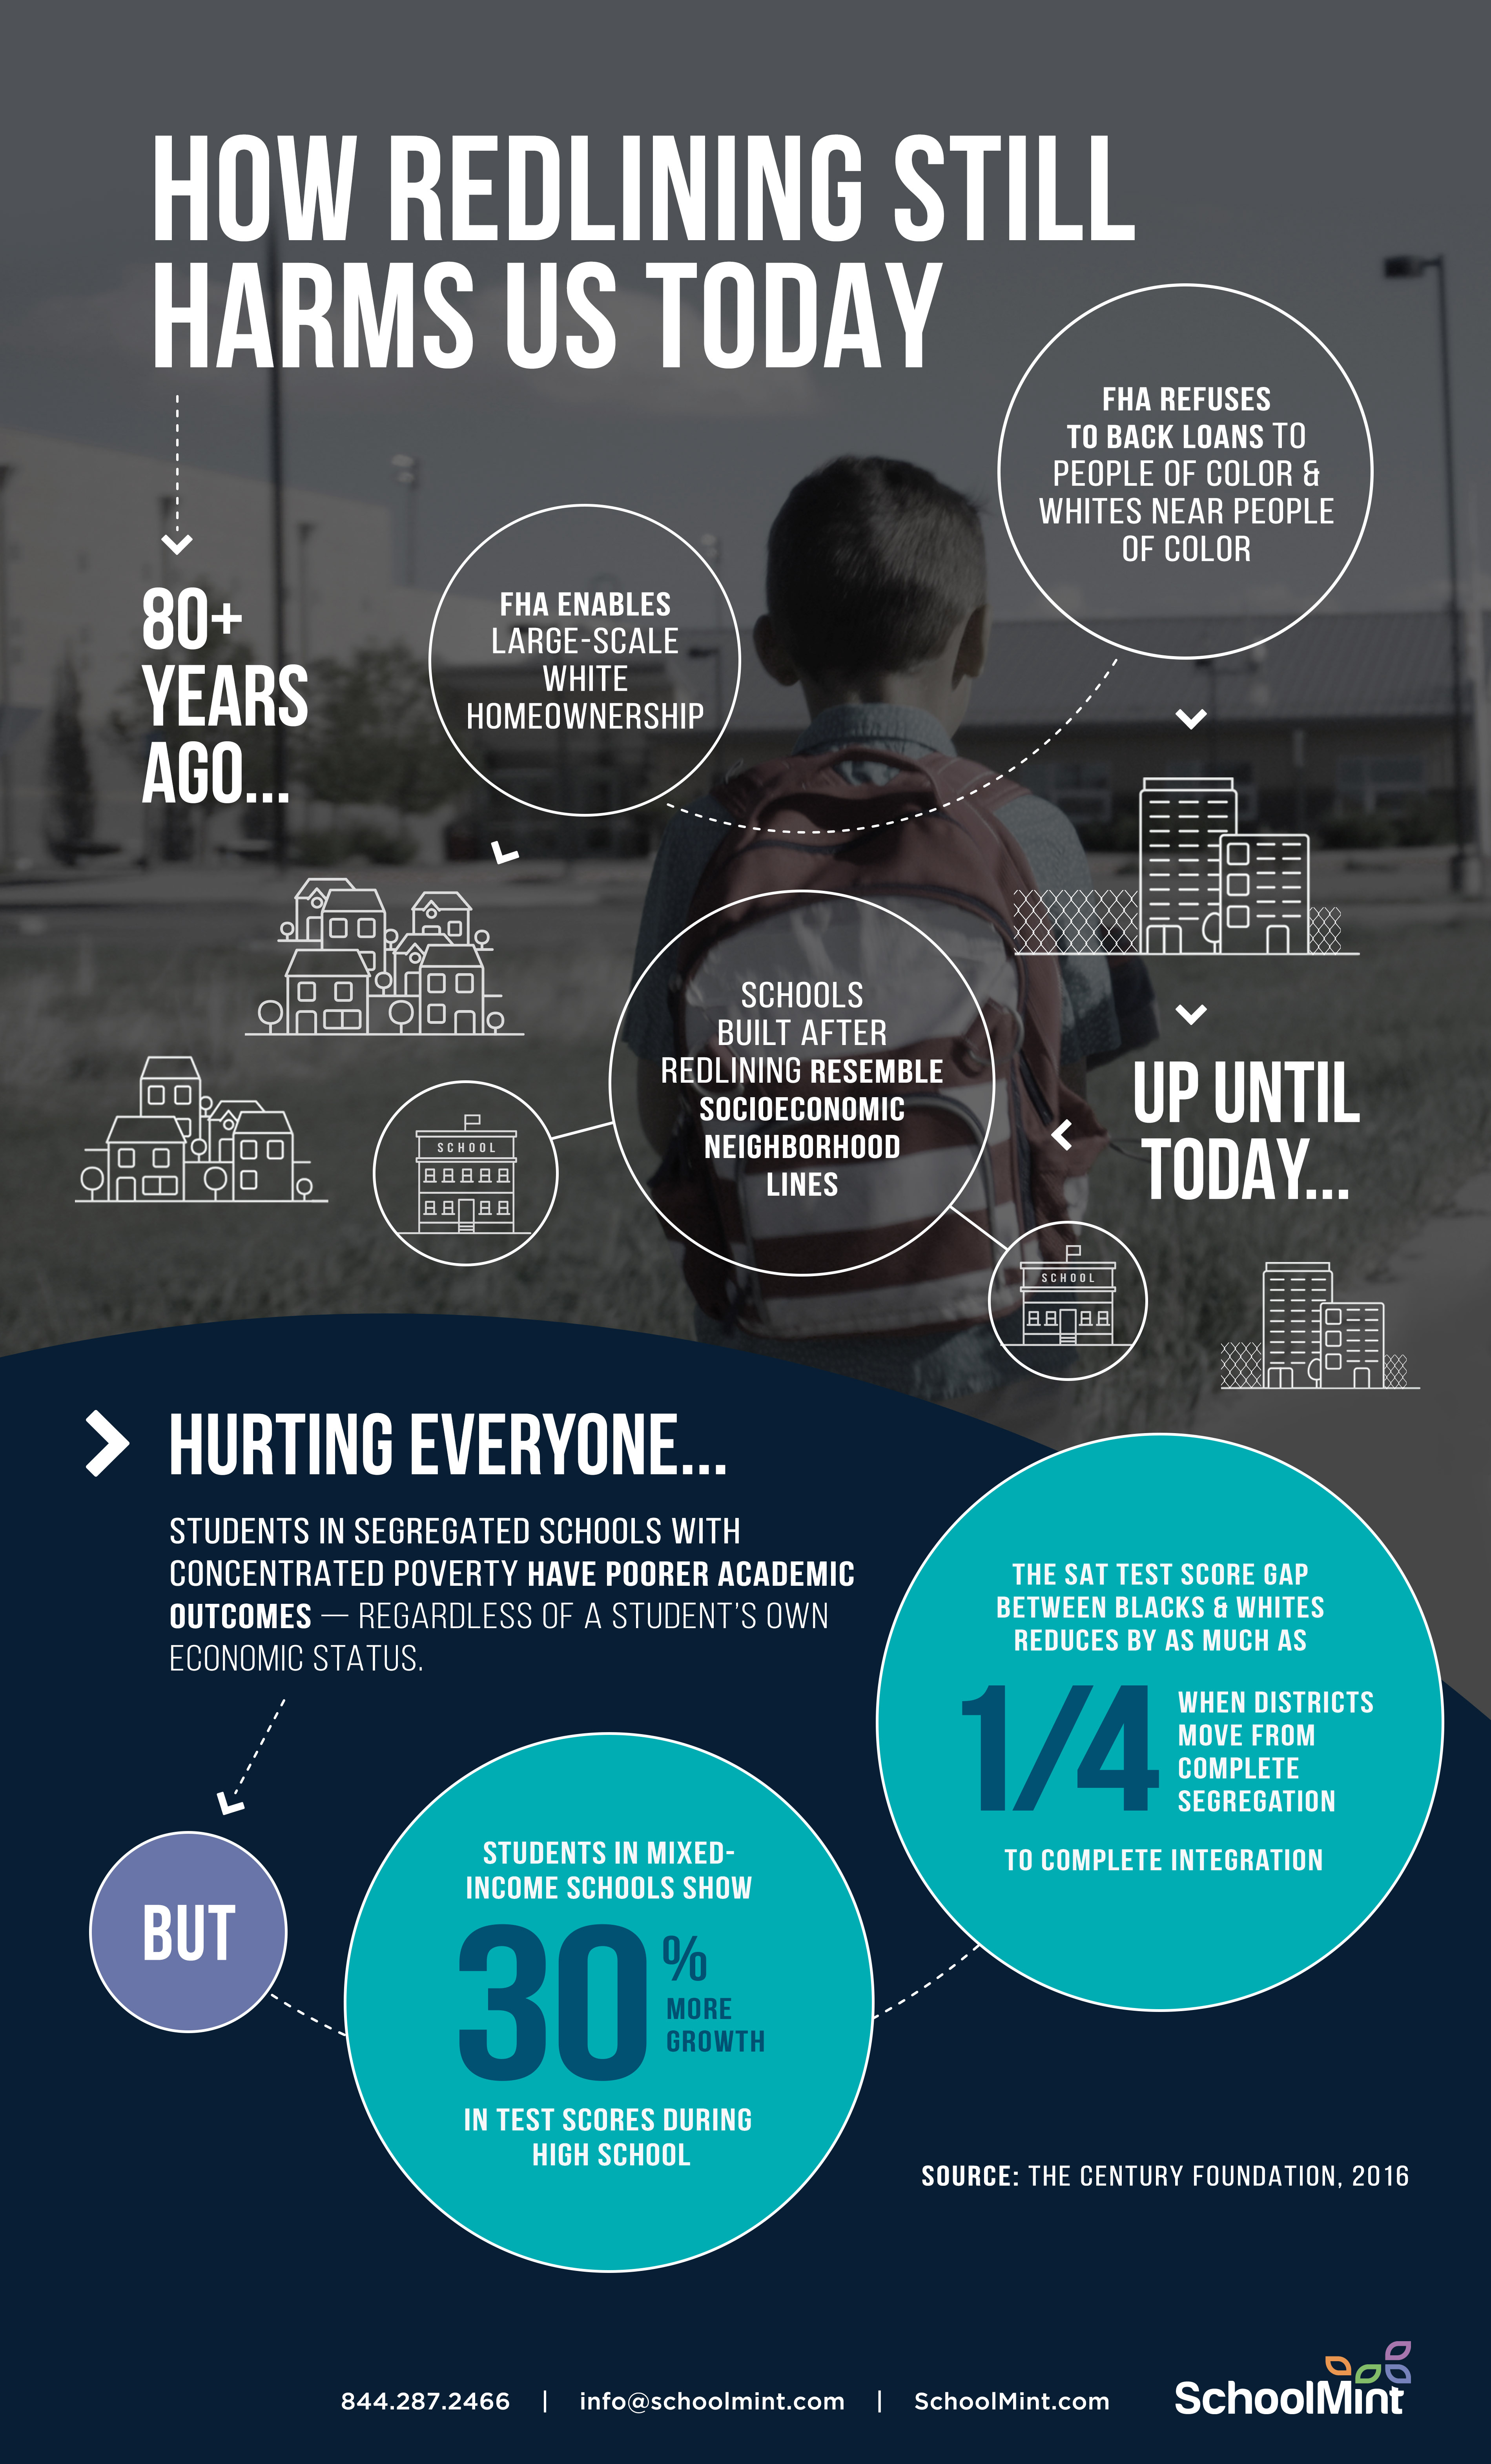 HOW REDLINING STILL
HARMS US TODAY
80+
YEARS
AGO...
FHA ENABLES
LARGE-SCALE
WHITE
HOMEOWNERSHIP
FHA REFUSES
TO BACK LOANS TO
PEOPLE OF COLOR &
WHITES NEAR PEOPLE
OF COLOR
UP UNTIL
TODAY...
SCHOOLS
BUILT AFTER
REDLINING RESEMBLE
SOCIOECONOMIC
NEIGHBORHOOD
LINES
SCHOOL
SCHOOL
HURTING EVERYONE...
STUDENTS IN SEGREGATED SCHOOLS WITH
CONCENTRATED POVERTY HAVE POORER ACADEMIC
OUTCOMES — REGARDLESS OF A STUDENT'S OWN
ECONOMIC STATUS.
BUT
STUDENTS IN MIXED-
INCOME SCHOOLS SHOW
30%
MORE
GROWTH
IN TEST SCORES DURING
HIGH SCHOOL
THE SAT TEST SCORE GAP
BETWEEN BLACKS & WHITES
REDUCES BY AS MUCH AS
1/4
WHEN DISTRICTS
MOVE FROM
COMPLETE
SEGREGATION
TO COMPLETE INTEGRATION
SOURCE: THE CENTURY FOUNDATION, 2016
844.287.2466 | info@schoolmint.com | SchoolMint.com
SchoolMint